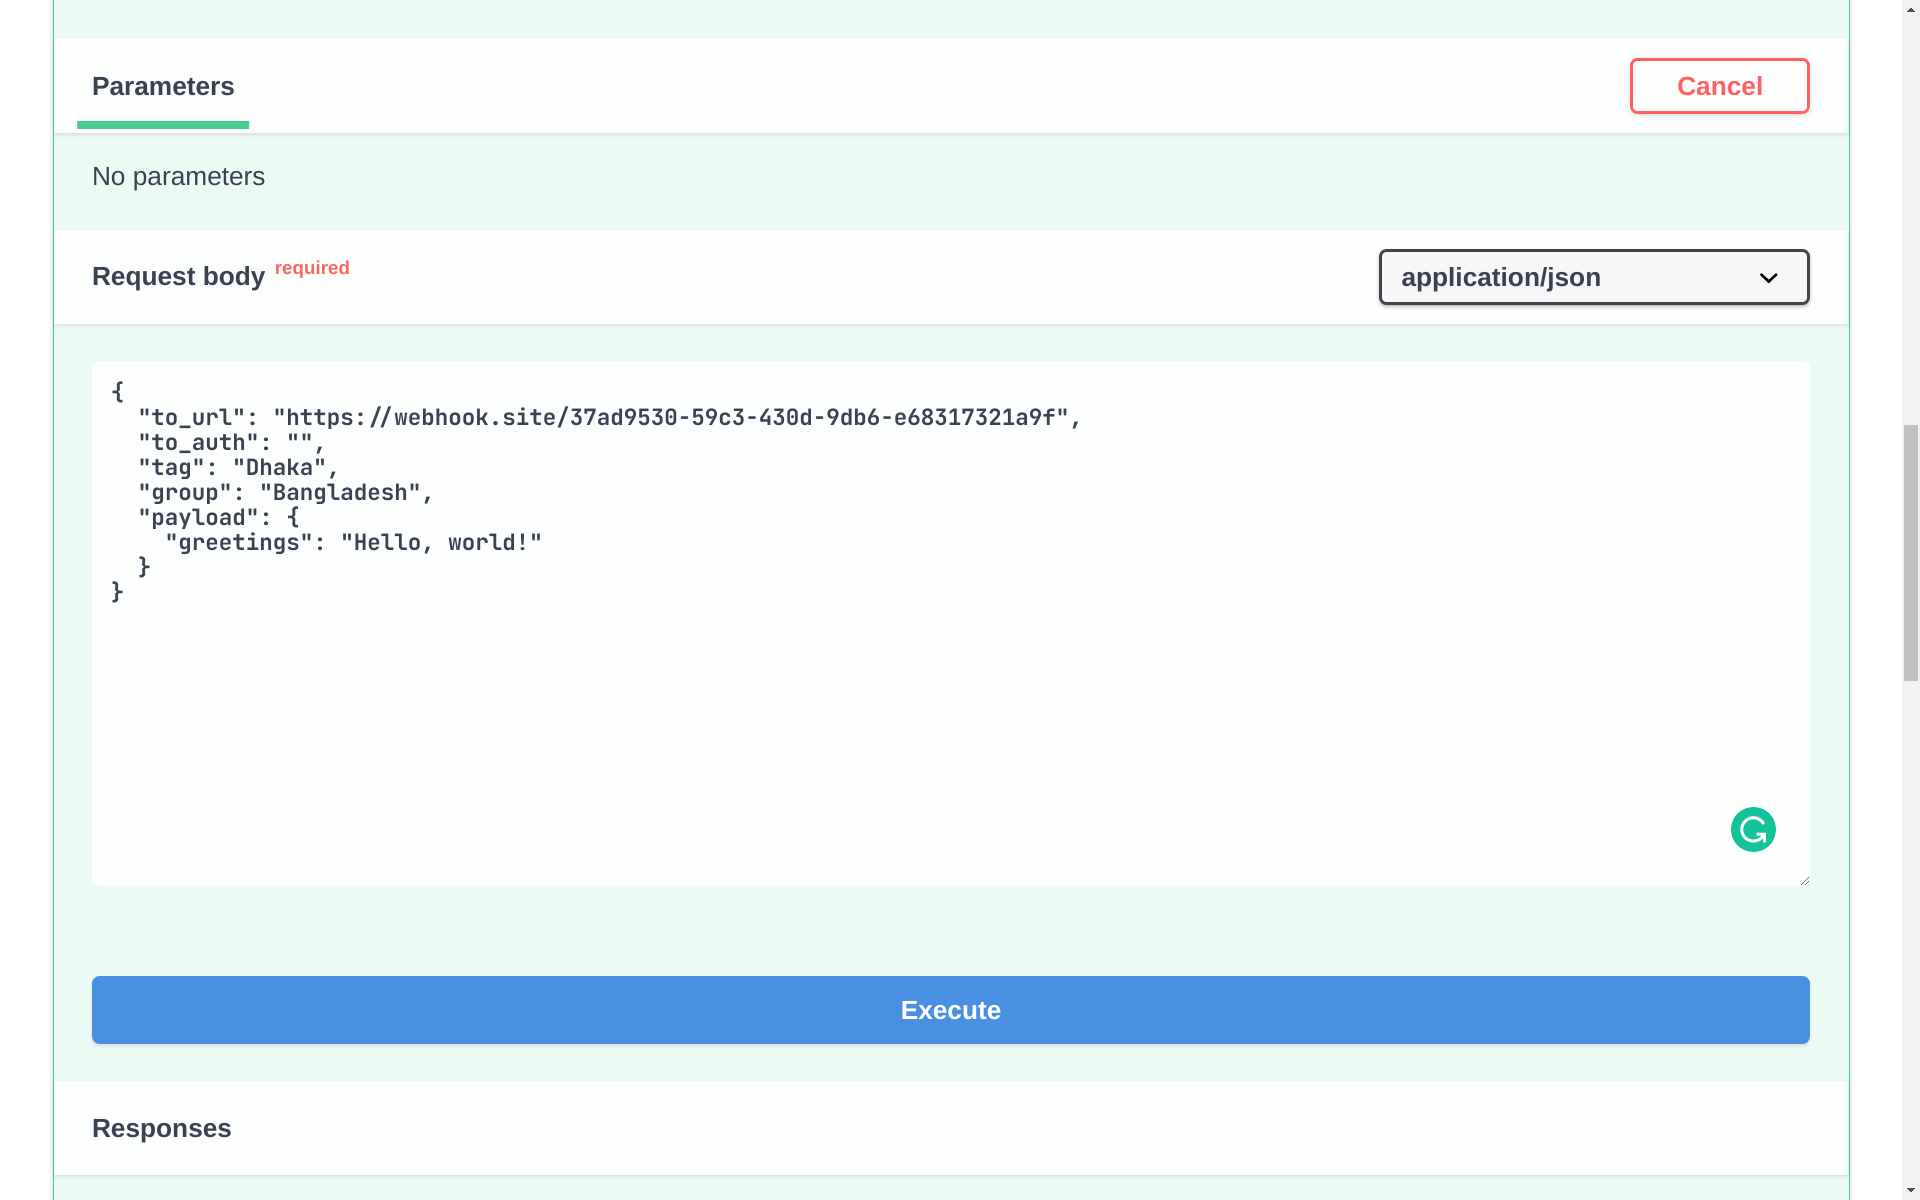 Parameters
Cancel
No parameters
Request body required
application/json
{
  "to_url": "https://webhook.site/37ad9530-59c3-430d-9db6-e68317321a9f",
  "to_auth": "",
  "tag": "Dhaka",
  "group": "Bangladesh",
  "payload": {
    "greetings": "Hello, world!"
  }
}
Execute
Responses